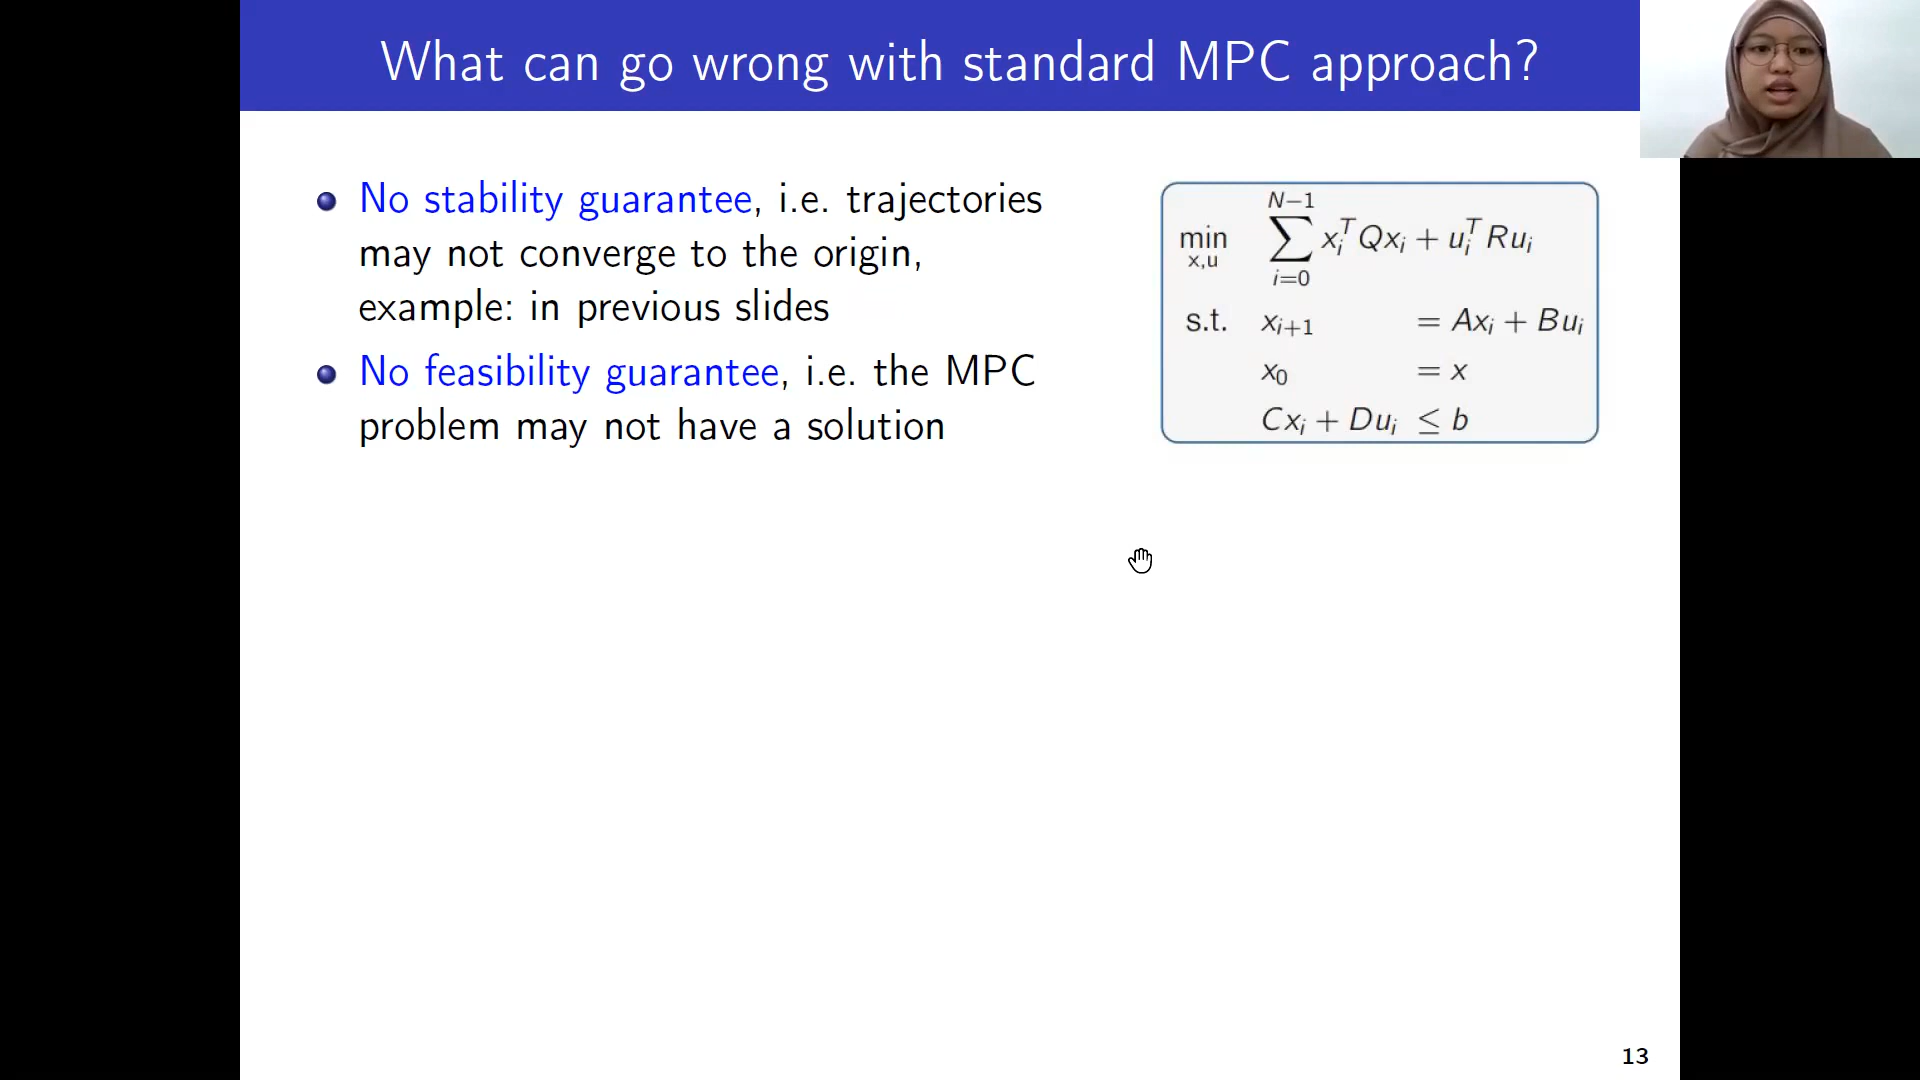 What can go wrong with standard MPC approach?
No stability guarantee, i.e. trajectories
may not converge to the origin,
example: in previous slides
No feasibility guarantee, i.e. the MPC
problem may not have a solution
N−1
min ∑ x_i^T Q x_i + u_i^T R u_i
x,u
i=0
s.t. x_{i+1} = Ax_i + Bu_i
x_0 = x
Cx_i + Du_i ≤ b
13